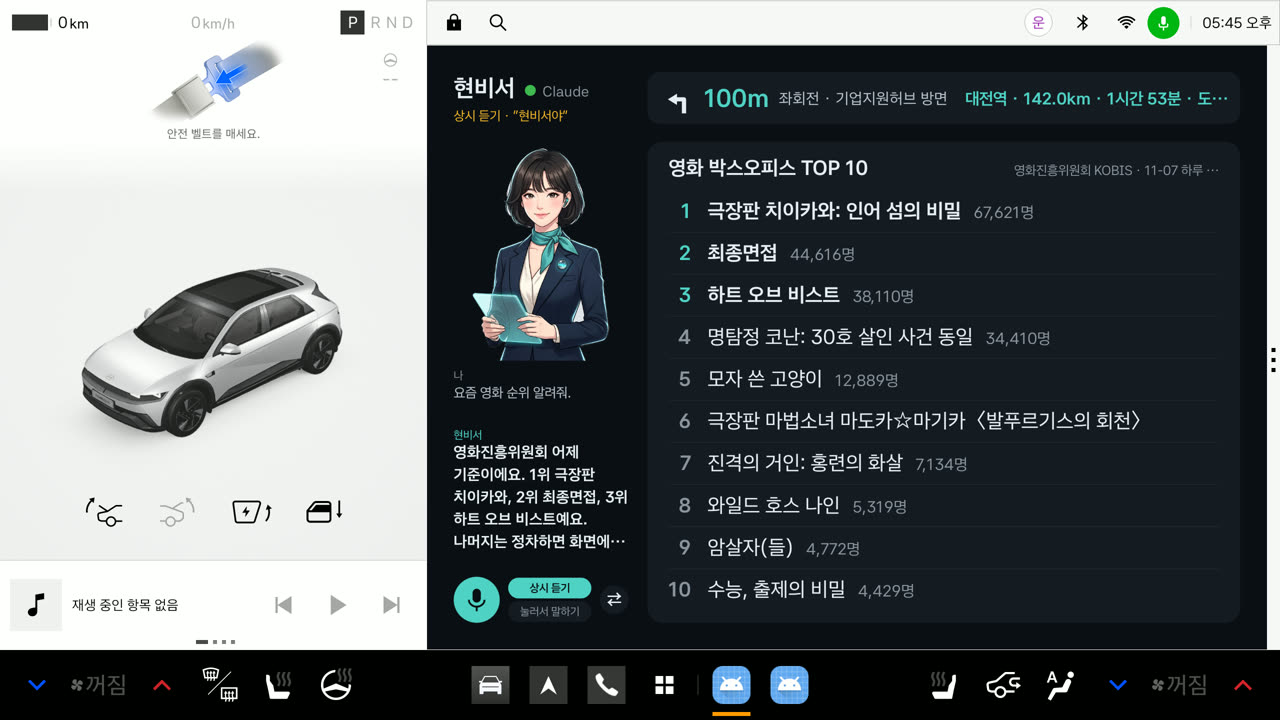 0 km
0 km/h
P R N D
안전 벨트를 매세요.
재생 중인 항목 없음
운
05:45 오후
현비서 Claude
상시 듣기 · "현비서야"
100m 좌회전 · 기업지원허브 방면 대전역 · 142.0km · 1시간 53분 · 도…
영화 박스오피스 TOP 10
영화진흥위원회 KOBIS · 11-07 하루 …
1 극장판 치이카와: 인어 섬의 비밀 67,621명
2 최종면접 44,616명
3 하트 오브 비스트 38,110명
4 명탐정 코난: 30호 살인 사건 동일 34,410명
5 모자 쓴 고양이 12,889명
6 극장판 마법소녀 마도카☆마기카〈발푸르기스의 회천〉
7 진격의 거인: 홍련의 화살 7,134명
8 와일드 호스 나인 5,319명
9 암살자(들) 4,772명
10 수능, 출제의 비밀 4,429명
나
요즘 영화 순위 알려줘.
현비서
영화진흥위원회 어제
기준이에요. 1위 극장판
치이카와, 2위 최종면접, 3위
하트 오브 비스트예요.
나머지는 정차하면 화면에…
상시 듣기
눌러서 말하기
꺼짐
A
꺼짐